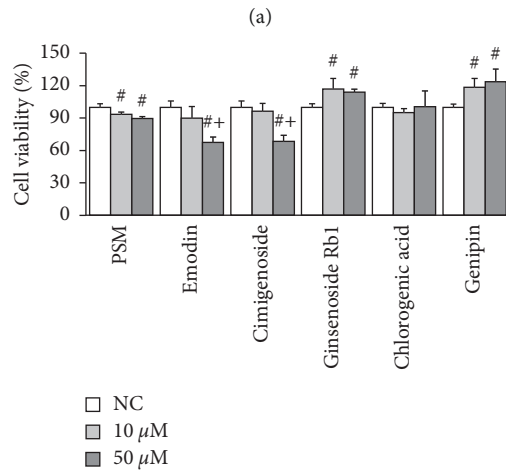 (a)
Cell viability (%)
150
120
90
60
30
0
# #
#+
#+
# #
# #
PSM
Emodin
Cimigenoside
Ginsenoside Rb1
Chlorogenic acid
Genipin
NC
10 μM
50 μM